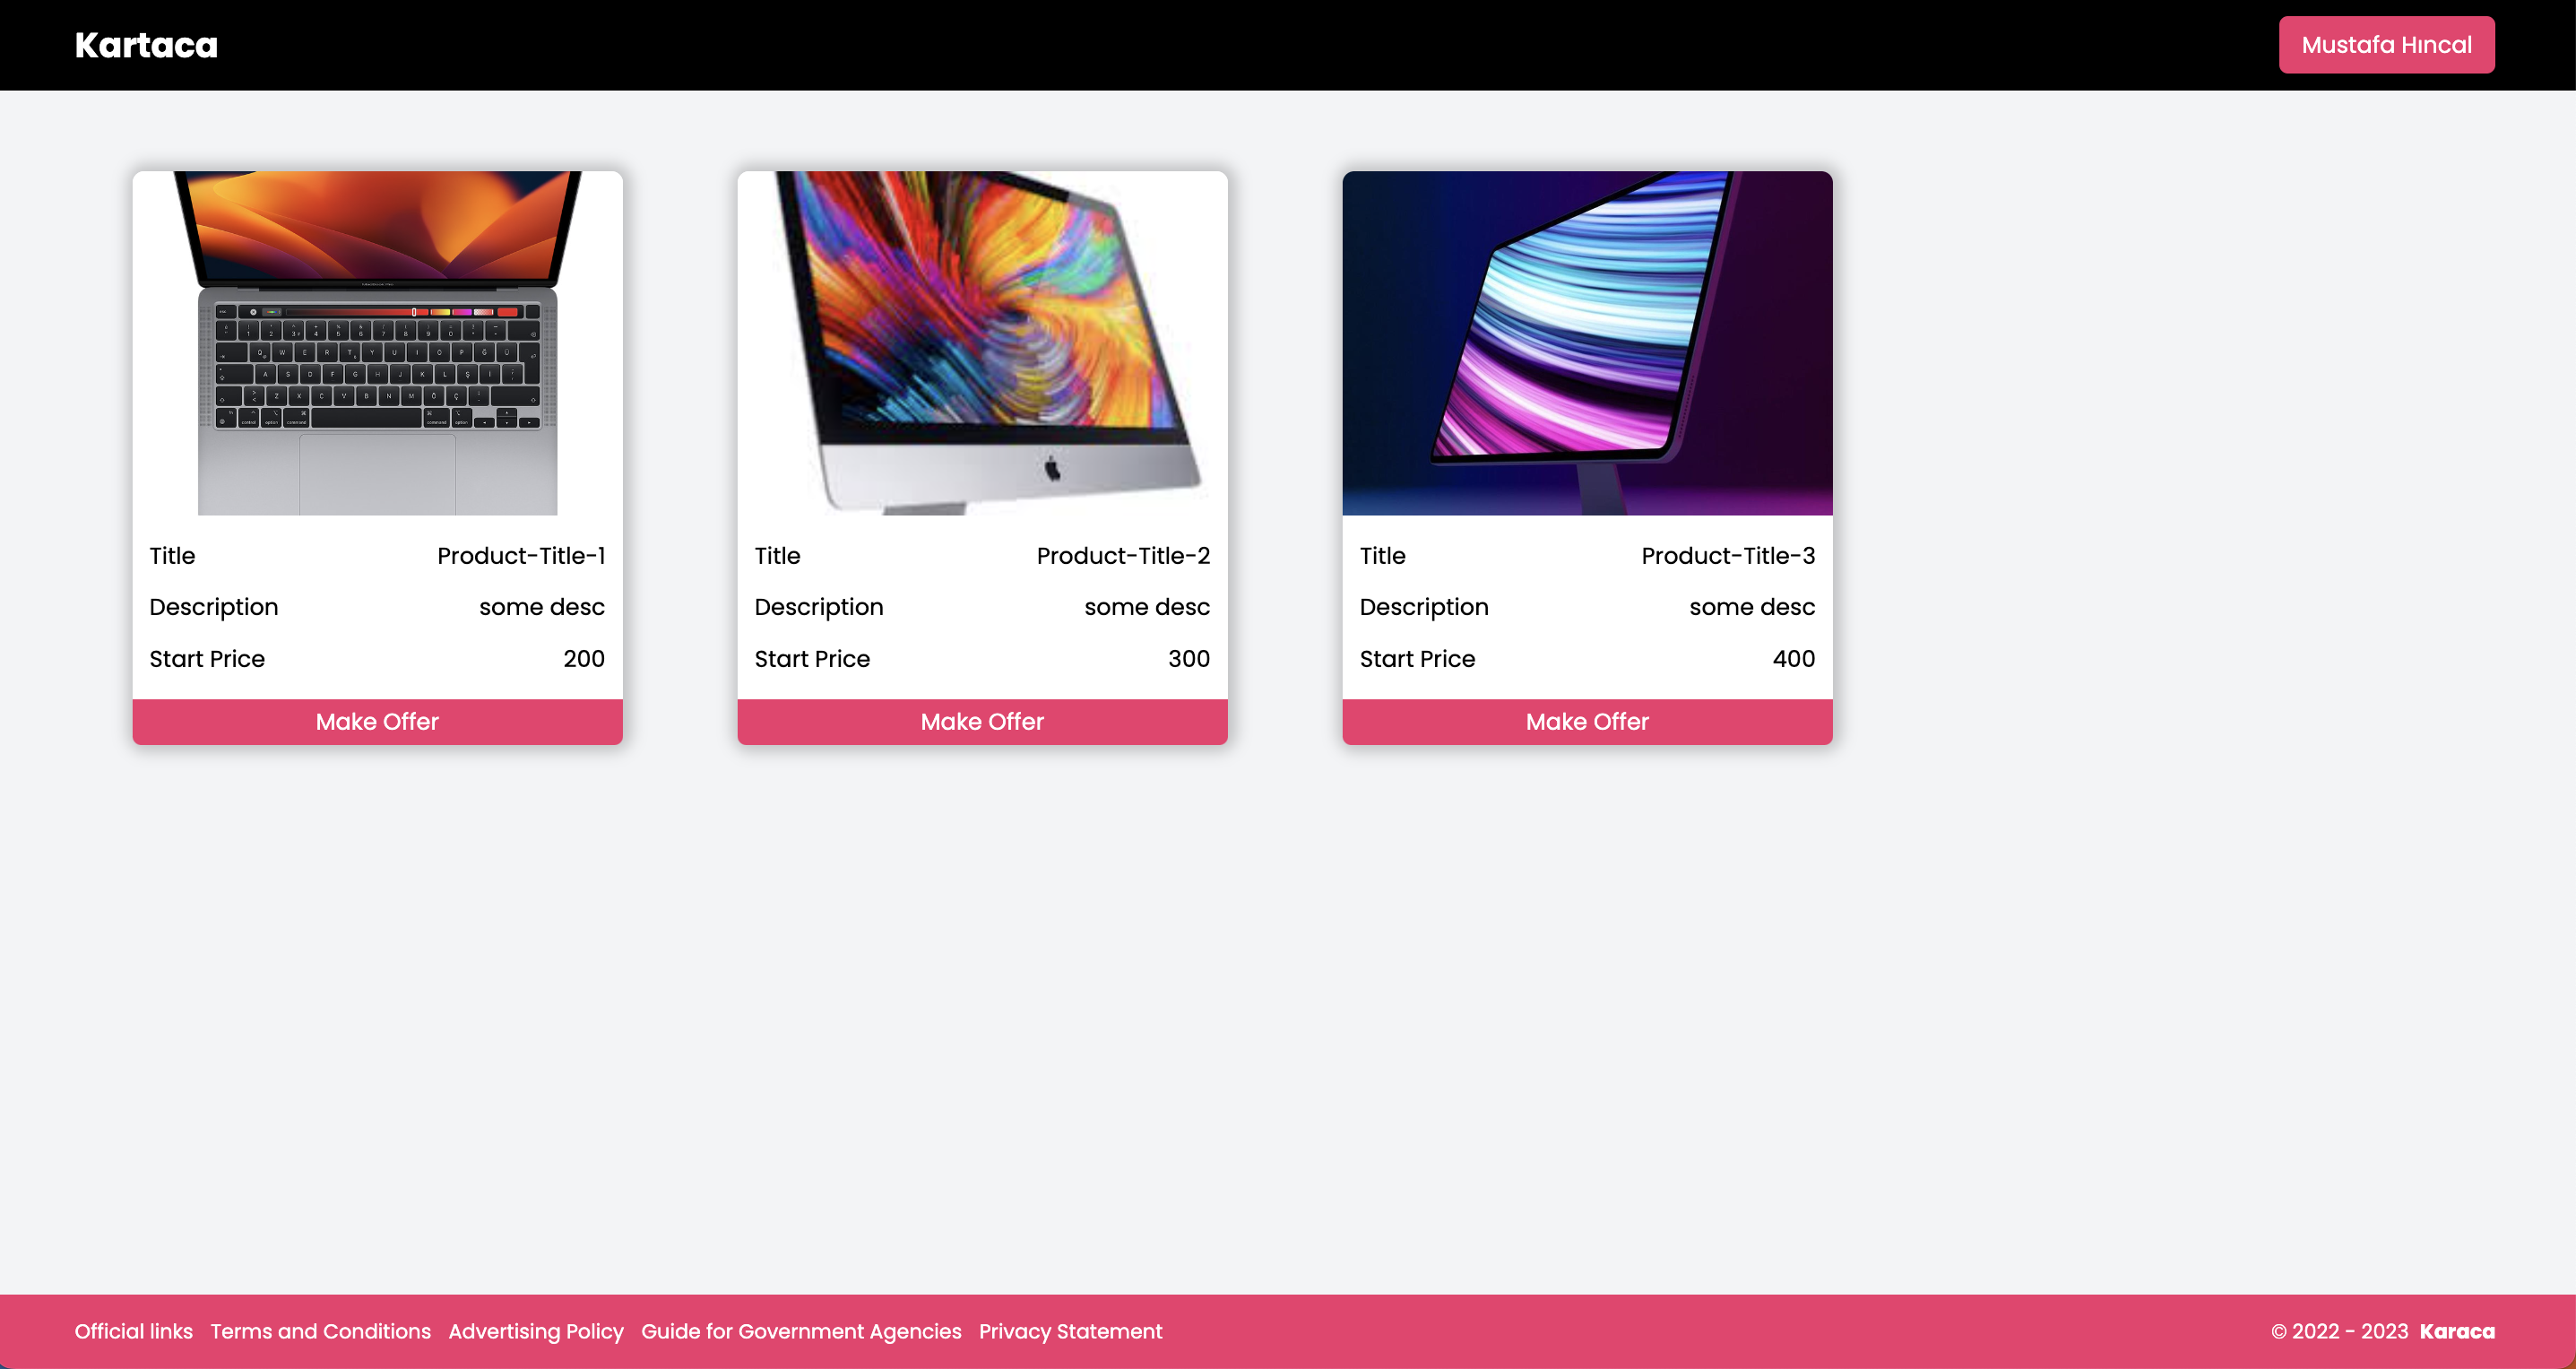 Kartaca
Mustafa Hıncal
Title Product-Title-1
Description some desc
Start Price 200
Make Offer
Title Product-Title-2
Description some desc
Start Price 300
Make Offer
Title Product-Title-3
Description some desc
Start Price 400
Make Offer
Official links Terms and Conditions Advertising Policy Guide for Government Agencies Privacy Statement
© 2022 - 2023 Karaca